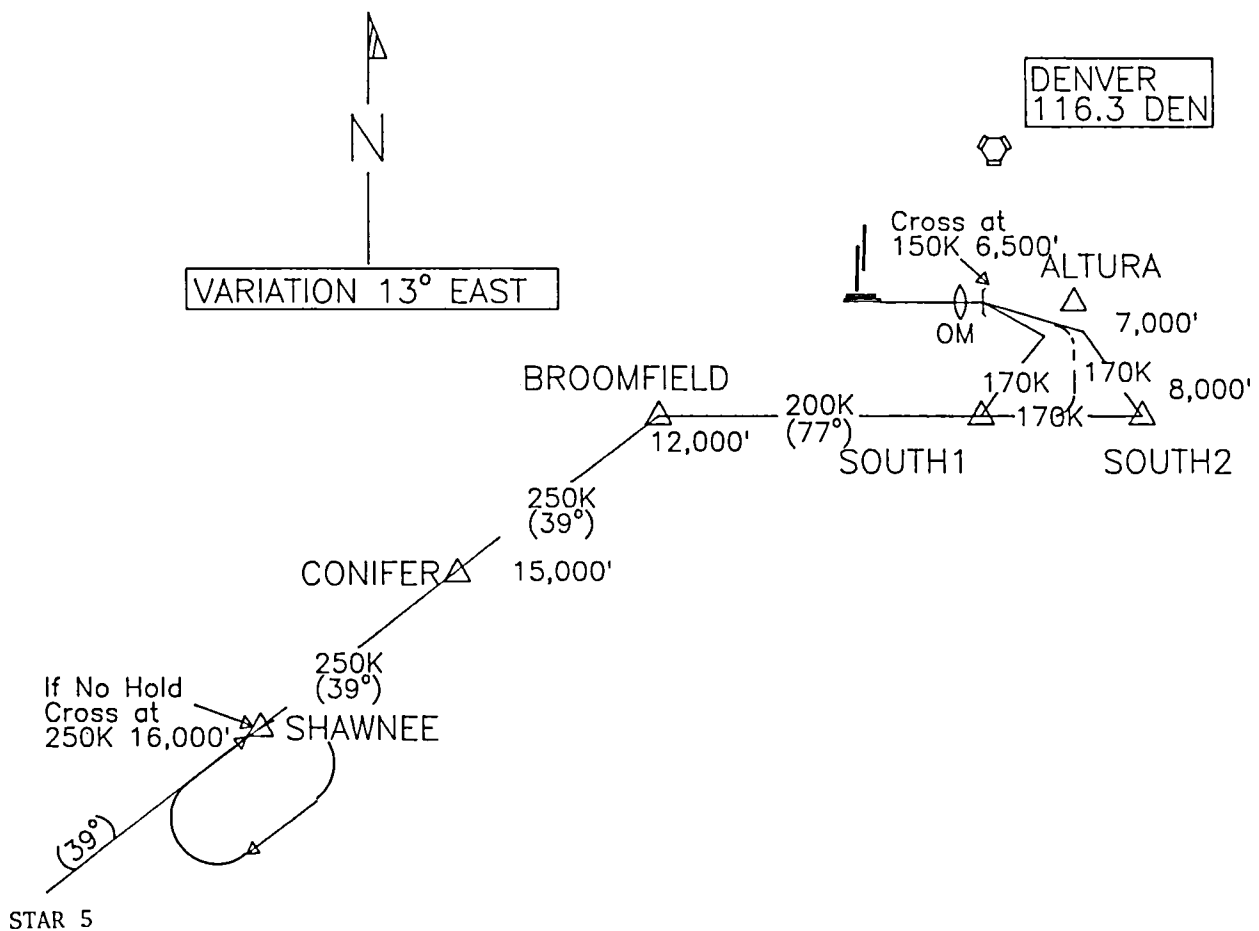 DENVER
116.3 DEN
N
Cross at
150K 6,500'
VARIATION 13° EAST
ALTURA
7,000'
OM
BROOMFIELD
170K
170K
8,000'
200K
(77°)
170K
12,000'
SOUTH1
SOUTH2
250K
(39°)
CONIFER
15,000'
250K
(39°)
If No Hold
Cross at
250K 16,000'
SHAWNEE
(39°)
STAR 5